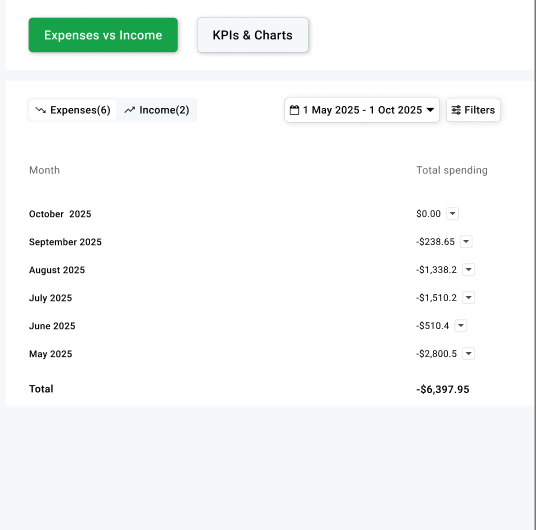 Expenses vs Income KPIs & Charts
Expenses(6) Income(2) 1 May 2025 - 1 Oct 2025 Filters
Month Total spending
October 2025 $0.00
September 2025 -$238.65
August 2025 -$1,338.2
July 2025 -$1,510.2
June 2025 -$510.4
May 2025 -$2,800.5
Total -$6,397.95